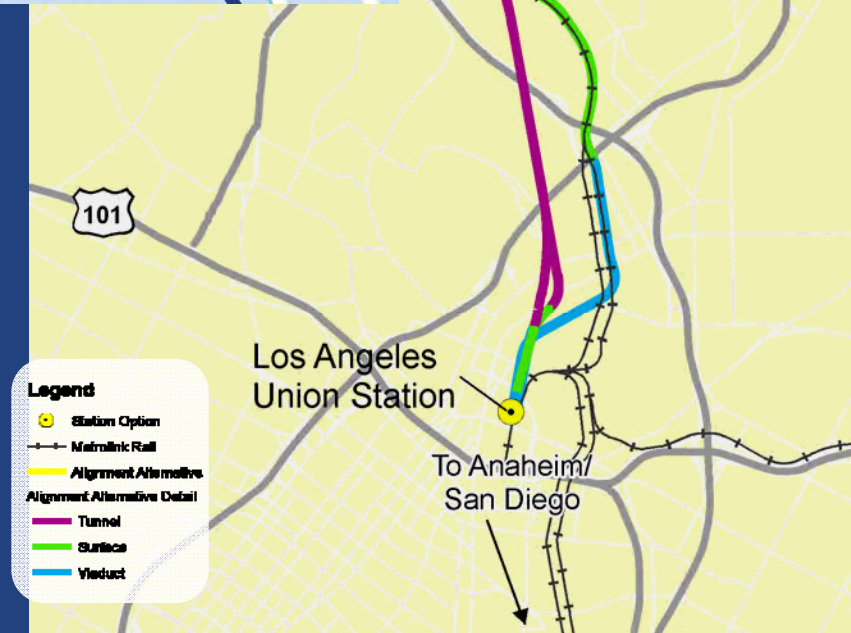 101
Los Angeles
Union Station
To Anaheim/
San Diego
Legend
Station Option
Metrolink Rail
Alignment Alternative
Alignment Alternative Detail
Tunnel
Surface
Viaduct